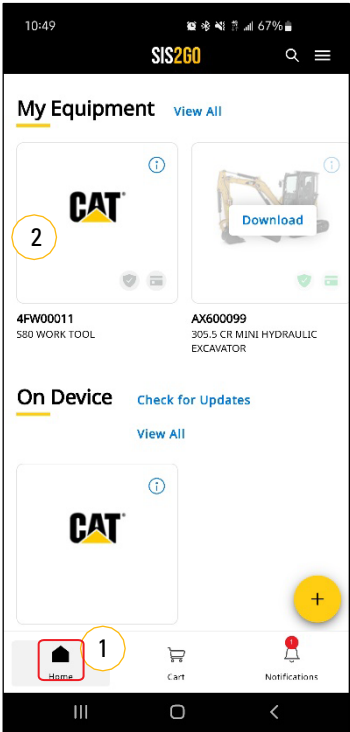 10:49
67%
SIS2GO
My Equipment View All
CAT
Download
2
4FW00011
S80 WORK TOOL
AX600099
305.5 CR MINI HYDRAULIC
EXCAVATOR
On Device Check for Updates
View All
CAT
+
1
1
Home
Cart
Notifications